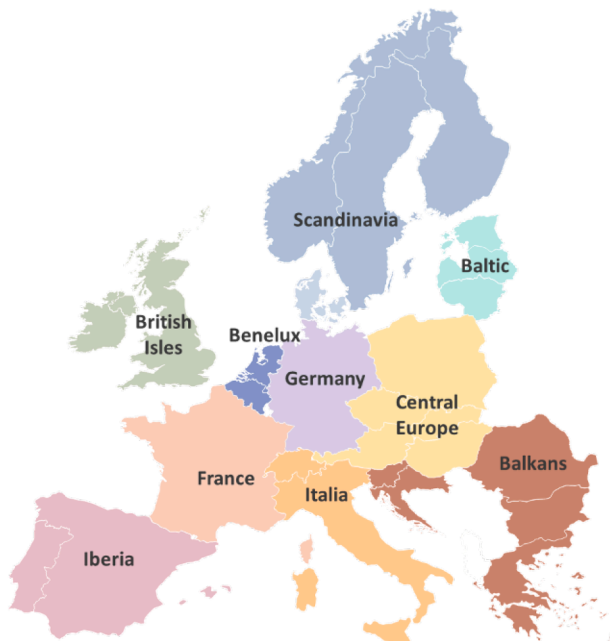 Scandinavia
Baltic
British
Isles
Benelux
Germany
Central
Europe
Balkans
France
Italia
Iberia